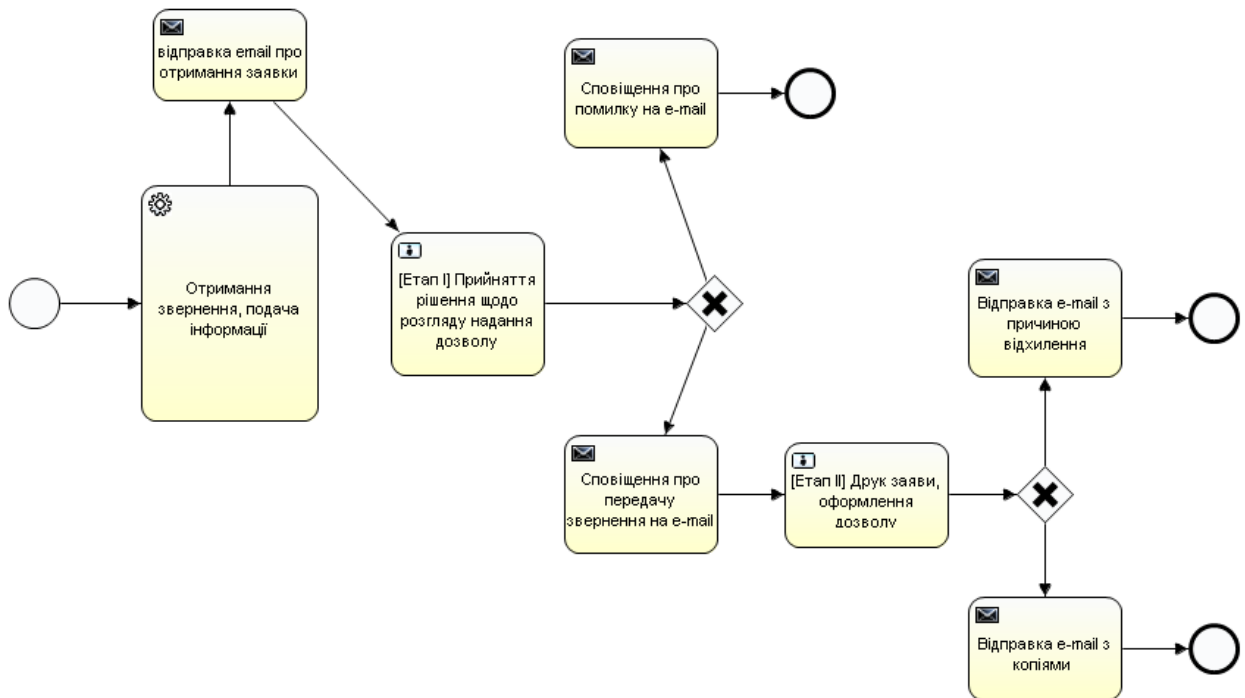 відправка email про
отримання заявки
Сповіщення про
помилку на e-mail
Отримання
звернення, подача
інформації
[Етап I] Прийняття
рішення щодо
розгляду надання
дозволу
Відправка e-mail з
причиною
відхилення
Сповіщення про
передачу
звернення на e-mail
[Етап II] Друк заяви,
оформлення
дозволу
Відправка e-mail з
копіями